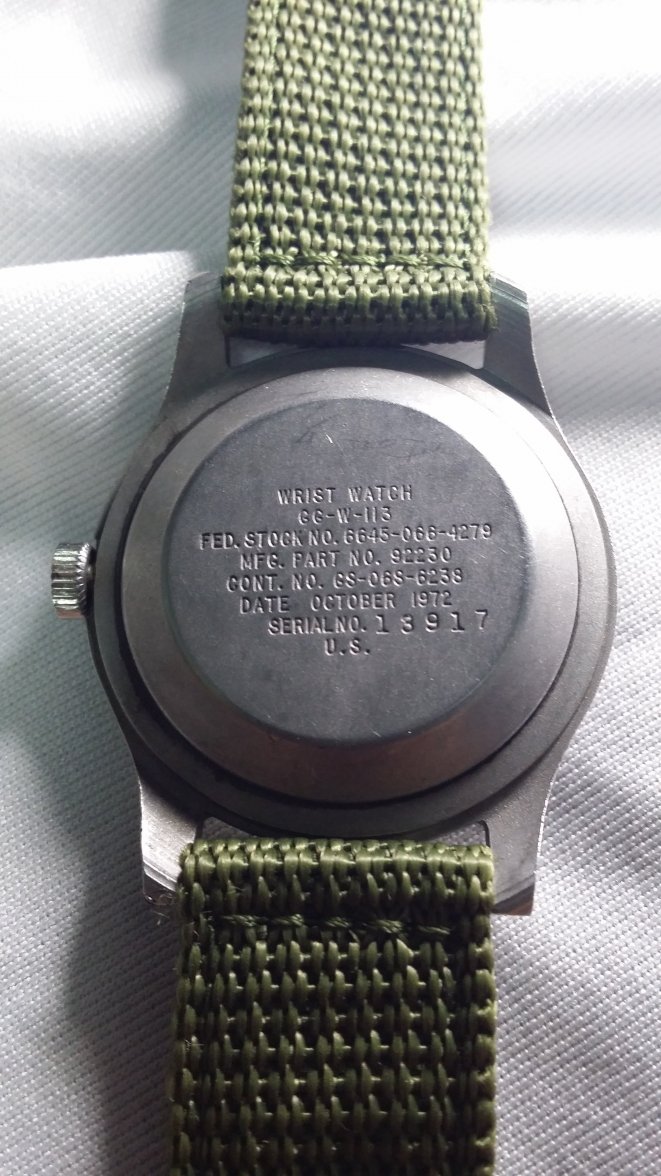 WRIST WATCH
GG-W-113
FED. STOCK NO. 6645-066-4279
MFG. PART NO. 92230
CONT. NO. GS-06S-6238
DATE OCTOBER 1972
SERIAL NO. 13917
U.S.